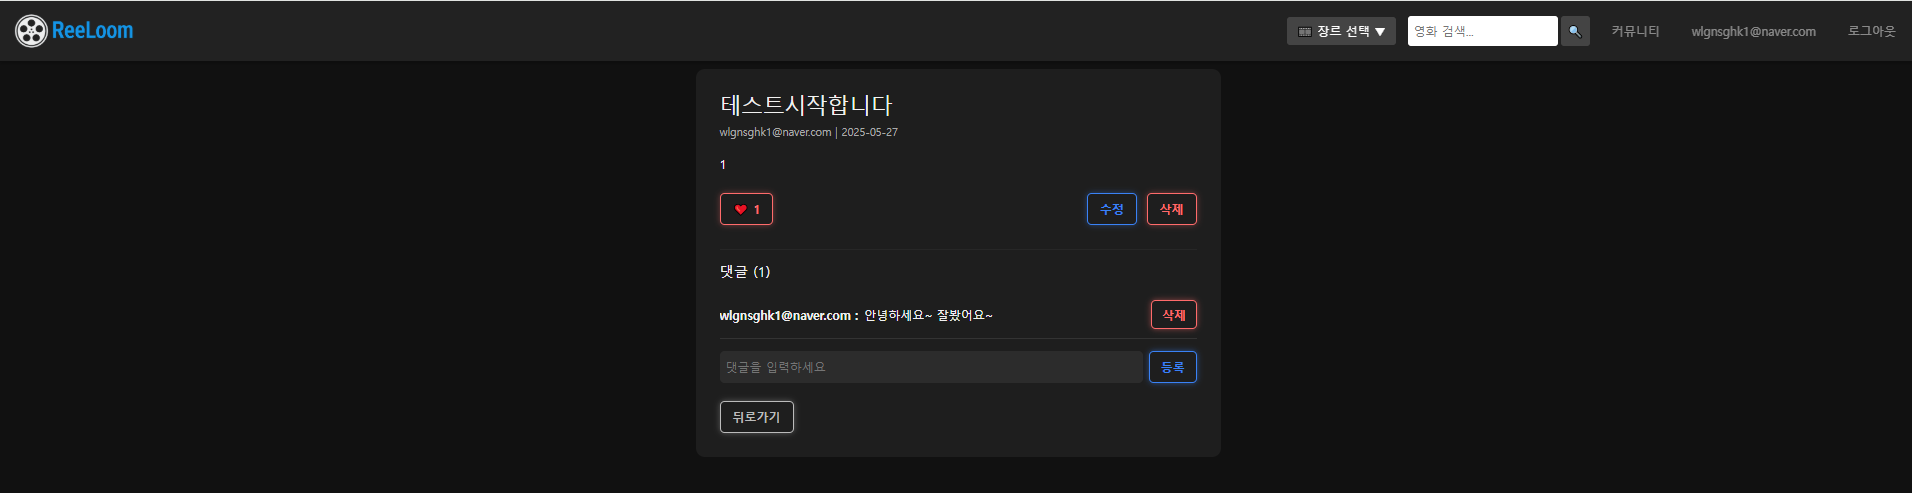 ReeLoom
장르 선택 ▼ 영화 검색... 커뮤니티 wlgnsghk1@naver.com 로그아웃
테스트시작합니다
wlgnsghk1@naver.com | 2025-05-27
1
❤ 1 수정 삭제
댓글 (1)
wlgnsghk1@naver.com : 안녕하세요~ 잘봤어요~ 삭제
댓글을 입력하세요 등록
뒤로가기